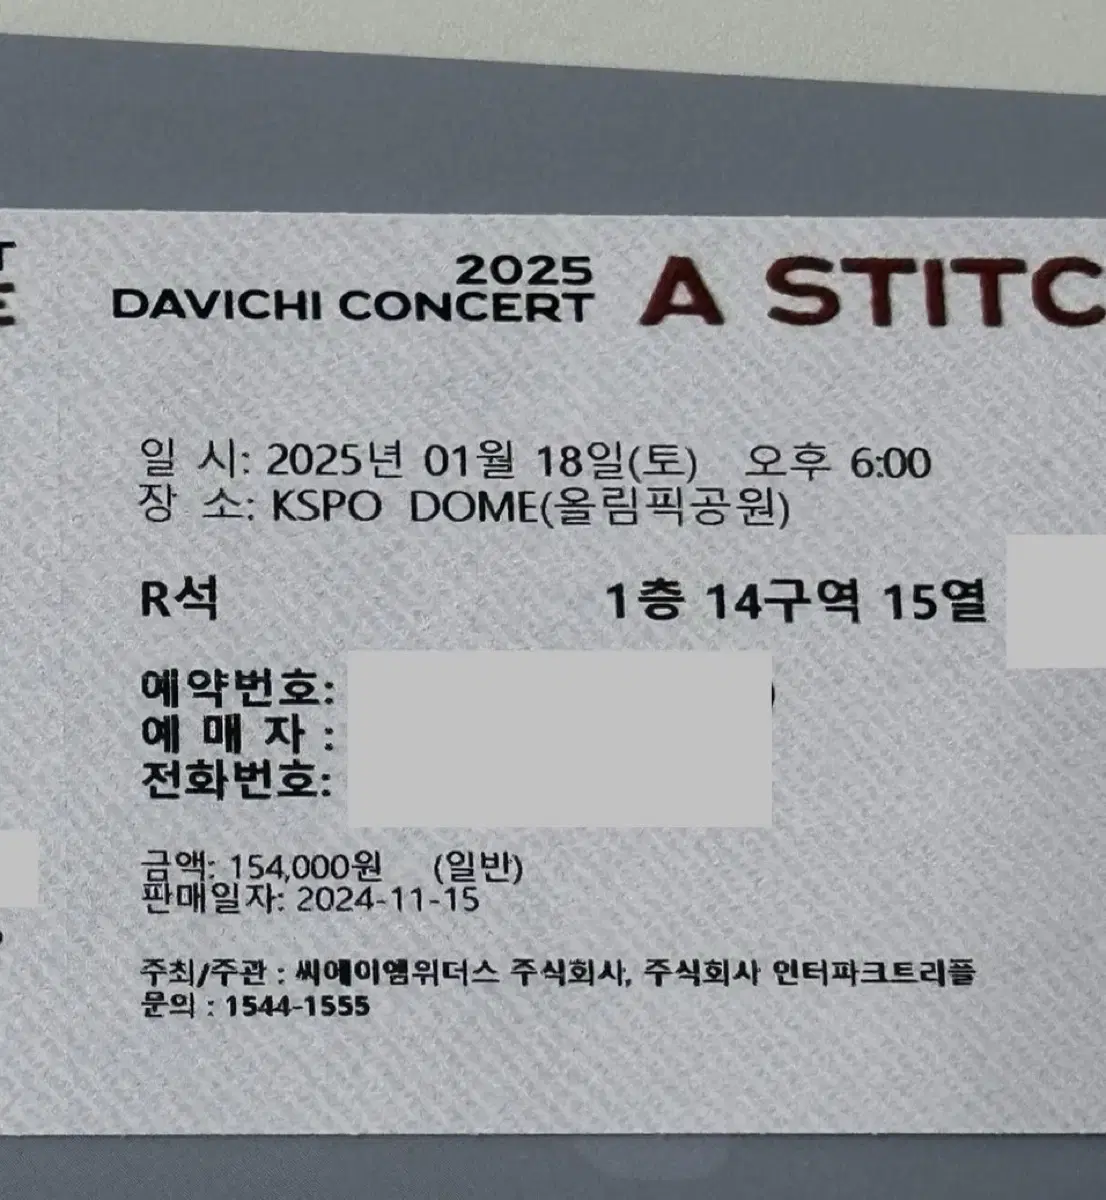 2025
DAVICHI CONCERT A STITC
일 시: 2025년 01월 18일(토) 오후 6:00
장 소: KSPO DOME(올림픽공원)
R석 1층 14구역 15열
예약번호:
예 매 자 :
전화번호:
금액: 154,000원 (일반)
판매일자: 2024-11-15
주최/주관 : 씨에이엠위더스 주식회사, 주식회사 인터파크트리플
문의 : 1544-1555